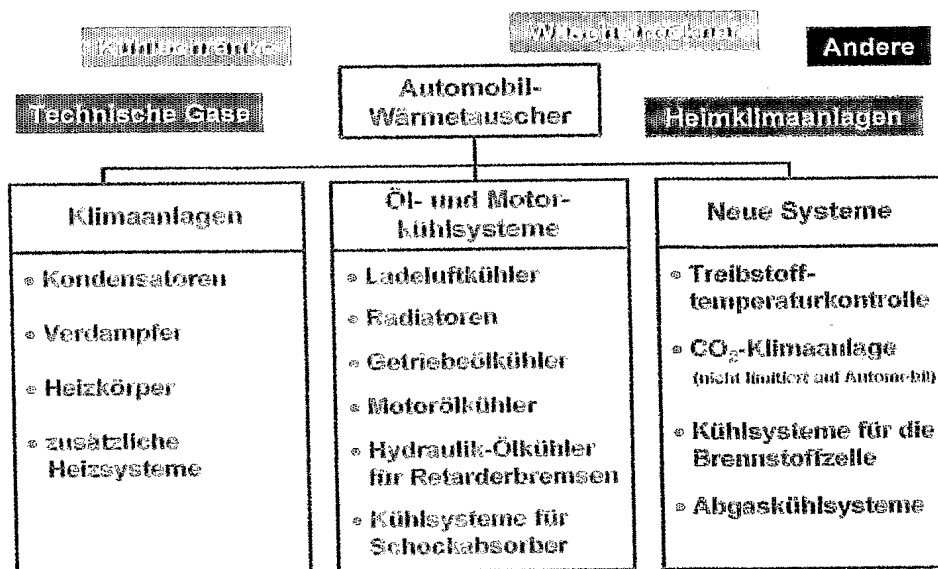 Kühlschränke
Wäschetrockner
Andere
Technische Gase
Automobil-
Wärmetauscher
Heimklimaanlagen
Klimaanlagen
• Kondensatoren
• Verdampfer
• Heizkörper
• zusätzliche
Heizsysteme
Öl- und Motor-
kühlsysteme
• Ladeluftkühler
• Radiatoren
• Getriebeölkühler
• Motorölkühler
• Hydraulik-Ölkühler
für Retarderbremsen
• Kühlsysteme für
Schockabsorber
Neue Systeme
• Treibstoff-
temperaturkontrolle
• CO₂-Klimaanlage
(nicht limitiert auf Automobil)
• Kühlsysteme für die
Brennstoffzelle
• Abgaskühlsysteme